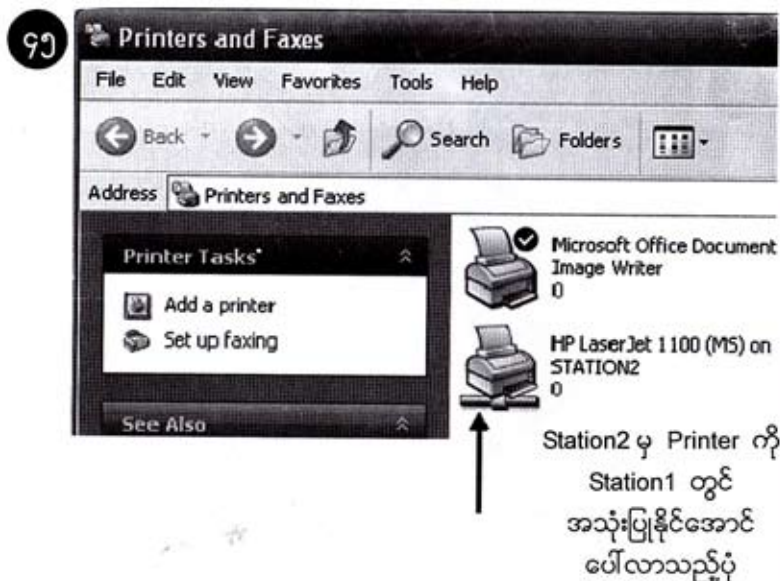 Printers and Faxes
File Edit View Favorites Tools Help
Back Search Folders
Address Printers and Faxes
Printer Tasks
Add a printer
Set up faxing
See Also
Microsoft Office Document
Image Writer
0
HP LaserJet 1100 (MS) on
STATION2
0
Station2 မှ Printer ကို
Station1 တွင်
အသုံးပြုနိုင်အောင်
ပေါ်လာသည့်ပုံ